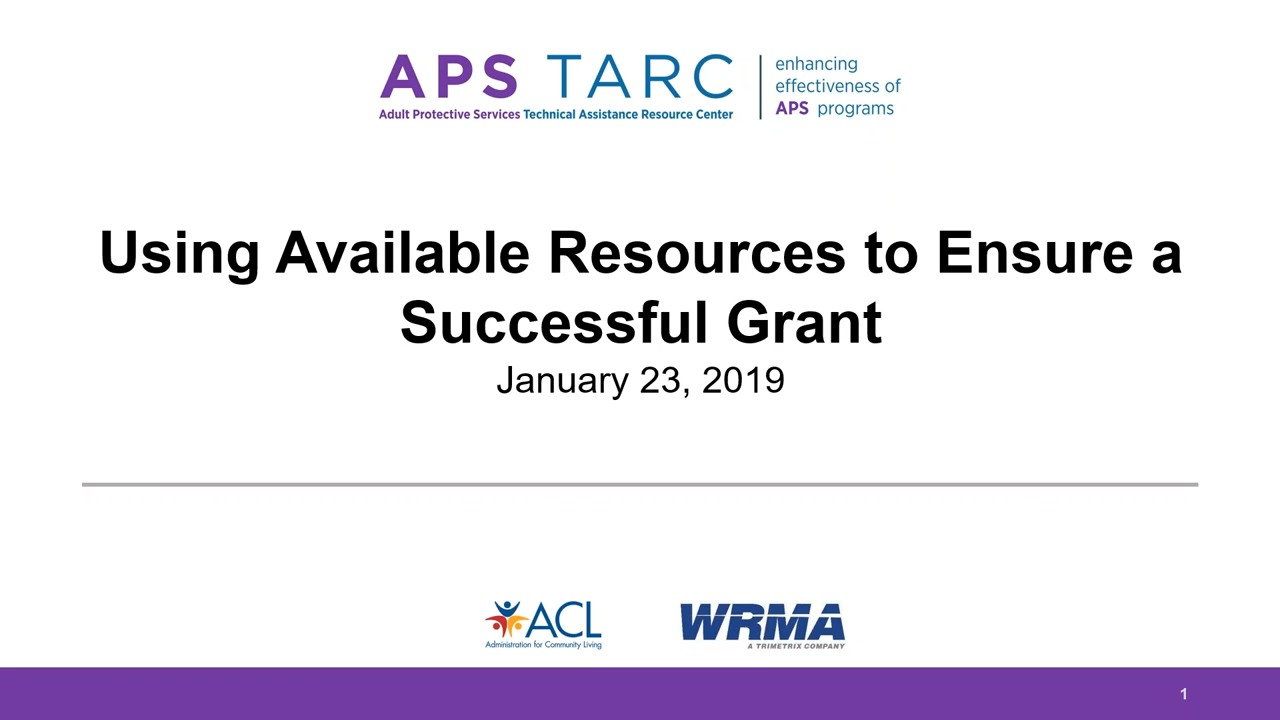 APS TARC
Adult Protective Services Technical Assistance Resource Center
enhancing
effectiveness of
APS programs
Using Available Resources to Ensure a
Successful Grant
January 23, 2019
ACL
Administration for Community Living
WRMA
A TRIMETRIX COMPANY
1